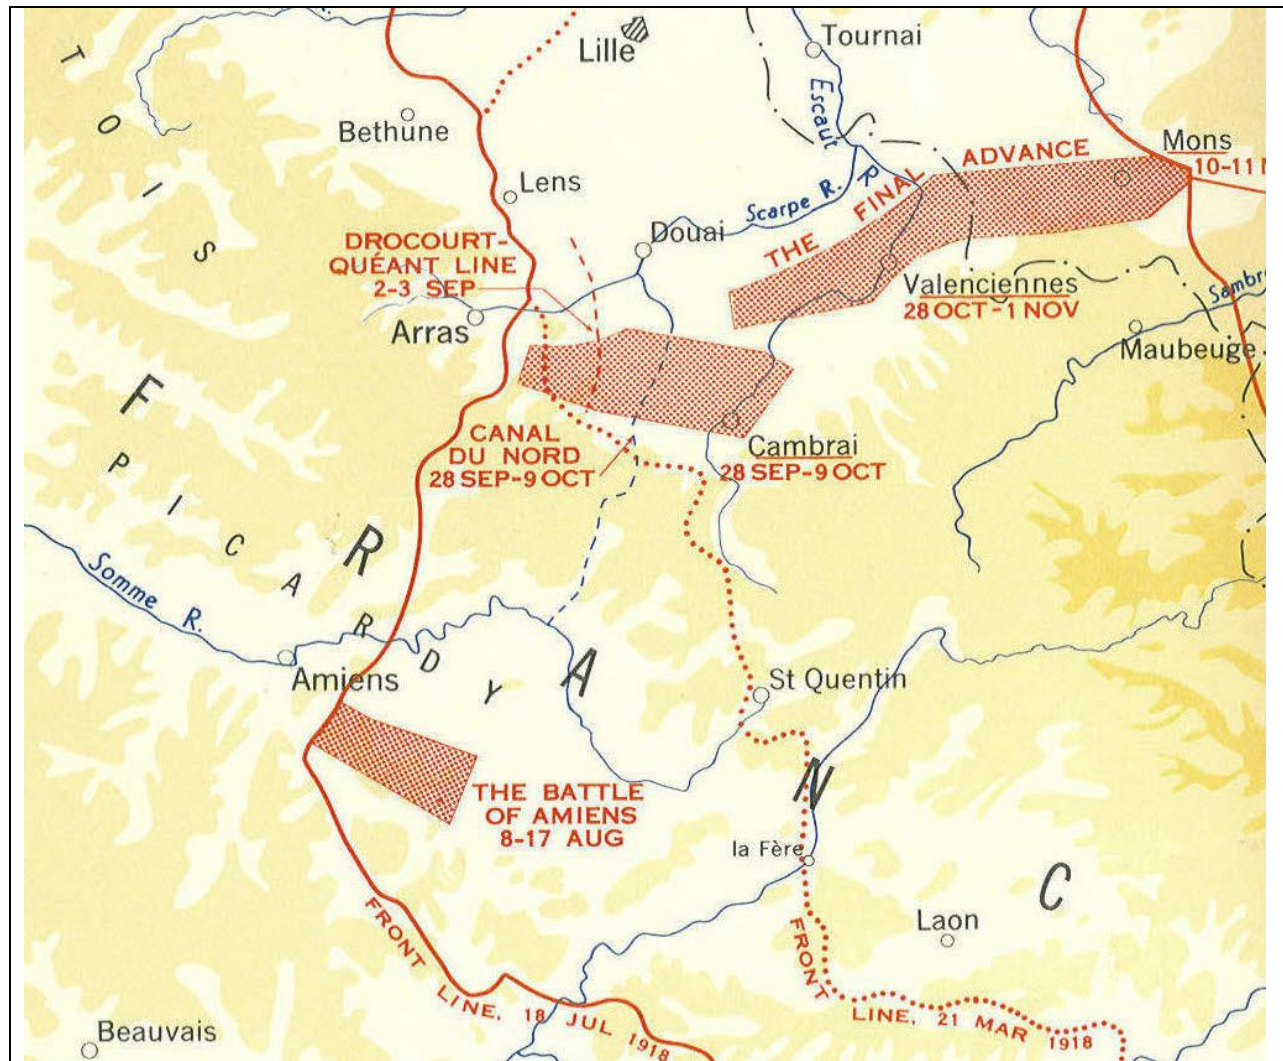 Lille
Tournai
Escaut
R
Bethune
Lens
Scarpe R.
Douai
THE FINAL ADVANCE
Mons
10-11
DROCOURT-
QUÉANT LINE
2-3 SEP
Arras
Valenciennes
28 OCT - 1 NOV
Sambre
Maubeuge
TOIS
CANAL
DU NORD
28 SEP-9 OCT
Cambrai
28 SEP-9 OCT
FRANC
PICARDY
Somme R.
Amiens
St Quentin
THE BATTLE
OF AMIENS
8-17 AUG
la Fère
Laon
FRONT LINE, 18 JUL 1918
FRONT LINE, 21 MAR 1918
Beauvais